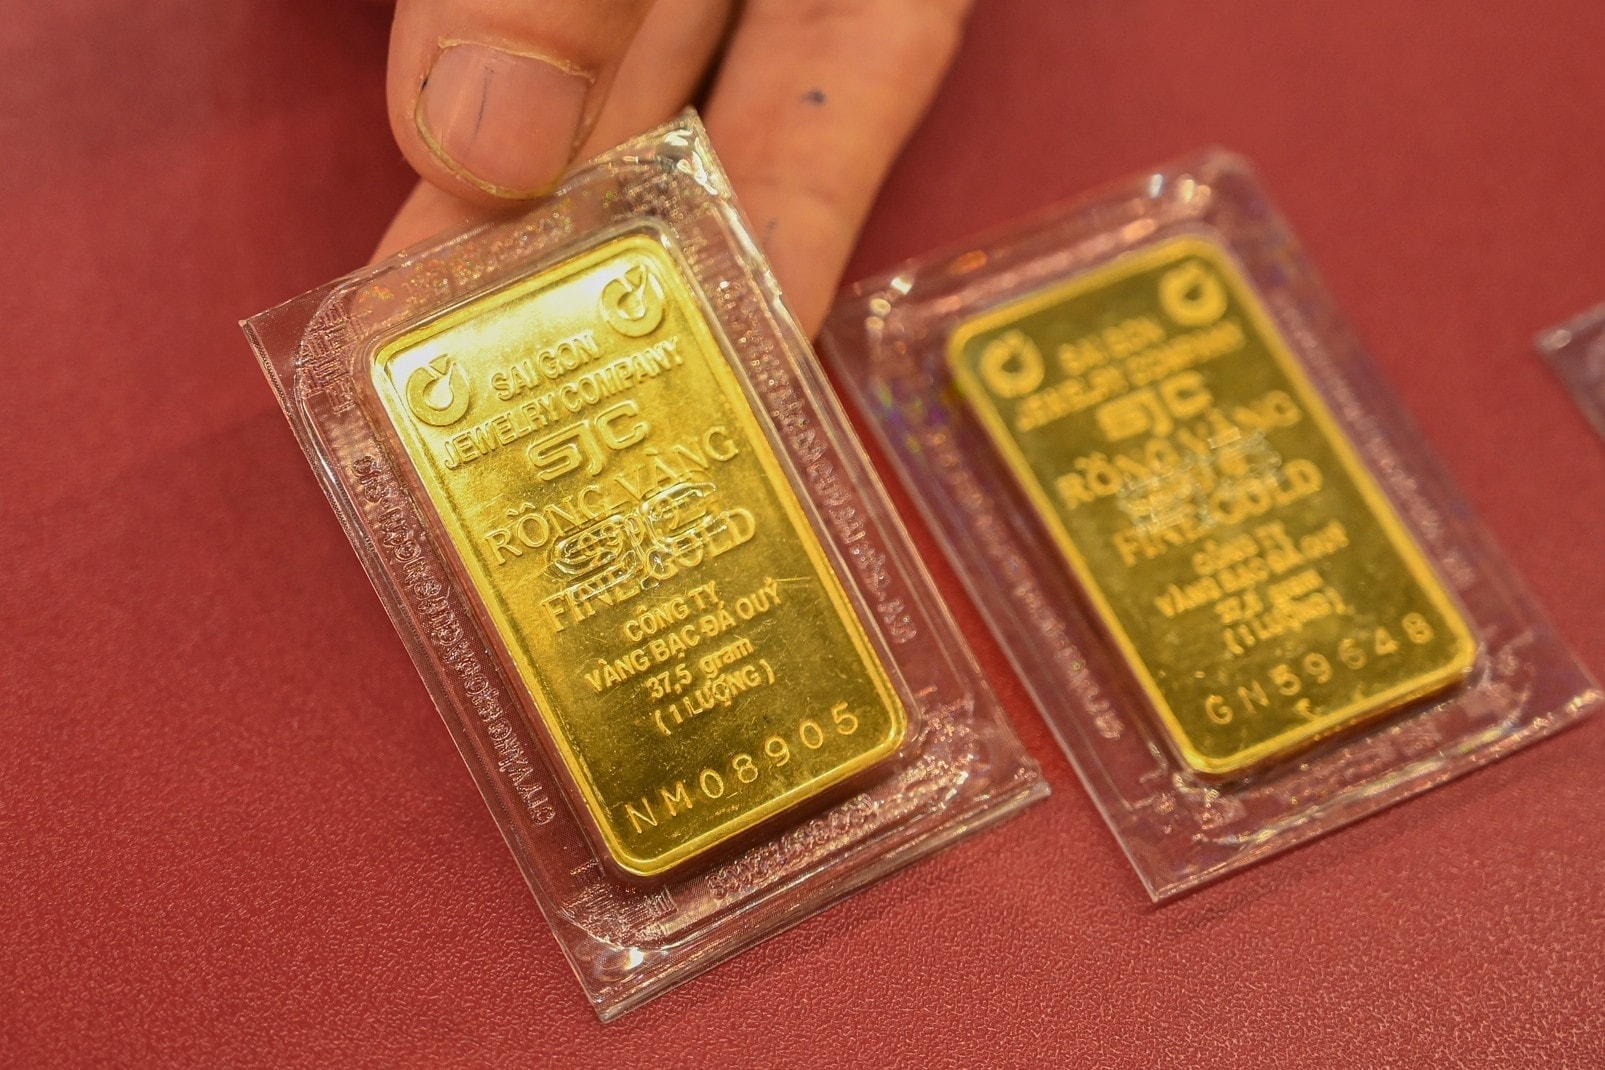 SAI GON
JEWELRY COMPANY
SJC
RỒNG VÀNG
SJC
FINE GOLD
CÔNG TY
VÀNG BẠC ĐÁ QUÝ
37,5 gram
( 1 LƯỢNG )
NM08905
SAI GON
JEWELRY COMPANY
SJC
RỒNG VÀNG
FINE GOLD
CÔNG TY
VÀNG BẠC ĐÁ QUÝ
37,5 gram
( 1 LƯỢNG )
GN59648